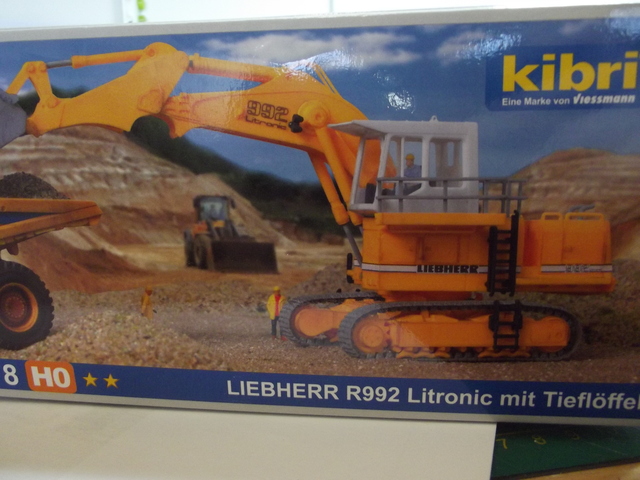 kibri
Eine Marke von Viessmann
992
Litronic
LIEBHERR
8 H0
LIEBHERR R992 Litronic mit Tieflöffel